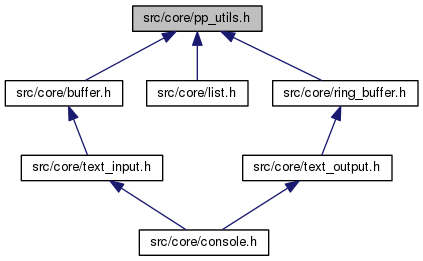 src/core/pp_utils.h
src/core/buffer.h
src/core/list.h
src/core/ring_buffer.h
src/core/text_input.h
src/core/text_output.h
src/core/console.h